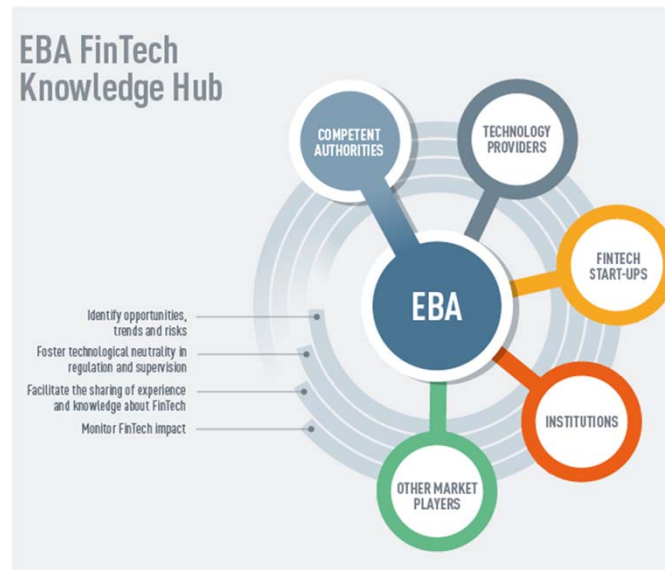 EBA FinTech
Knowledge Hub
COMPETENT
AUTHORITIES
TECHNOLOGY
PROVIDERS
FINTECH
START-UPS
EBA
Identify opportunities,
trends and risks
Foster technological neutrality in
regulation and supervision
Facilitate the sharing of experience
and knowledge about FinTech
Monitor FinTech impact
INSTITUTIONS
OTHER MARKET
PLAYERS